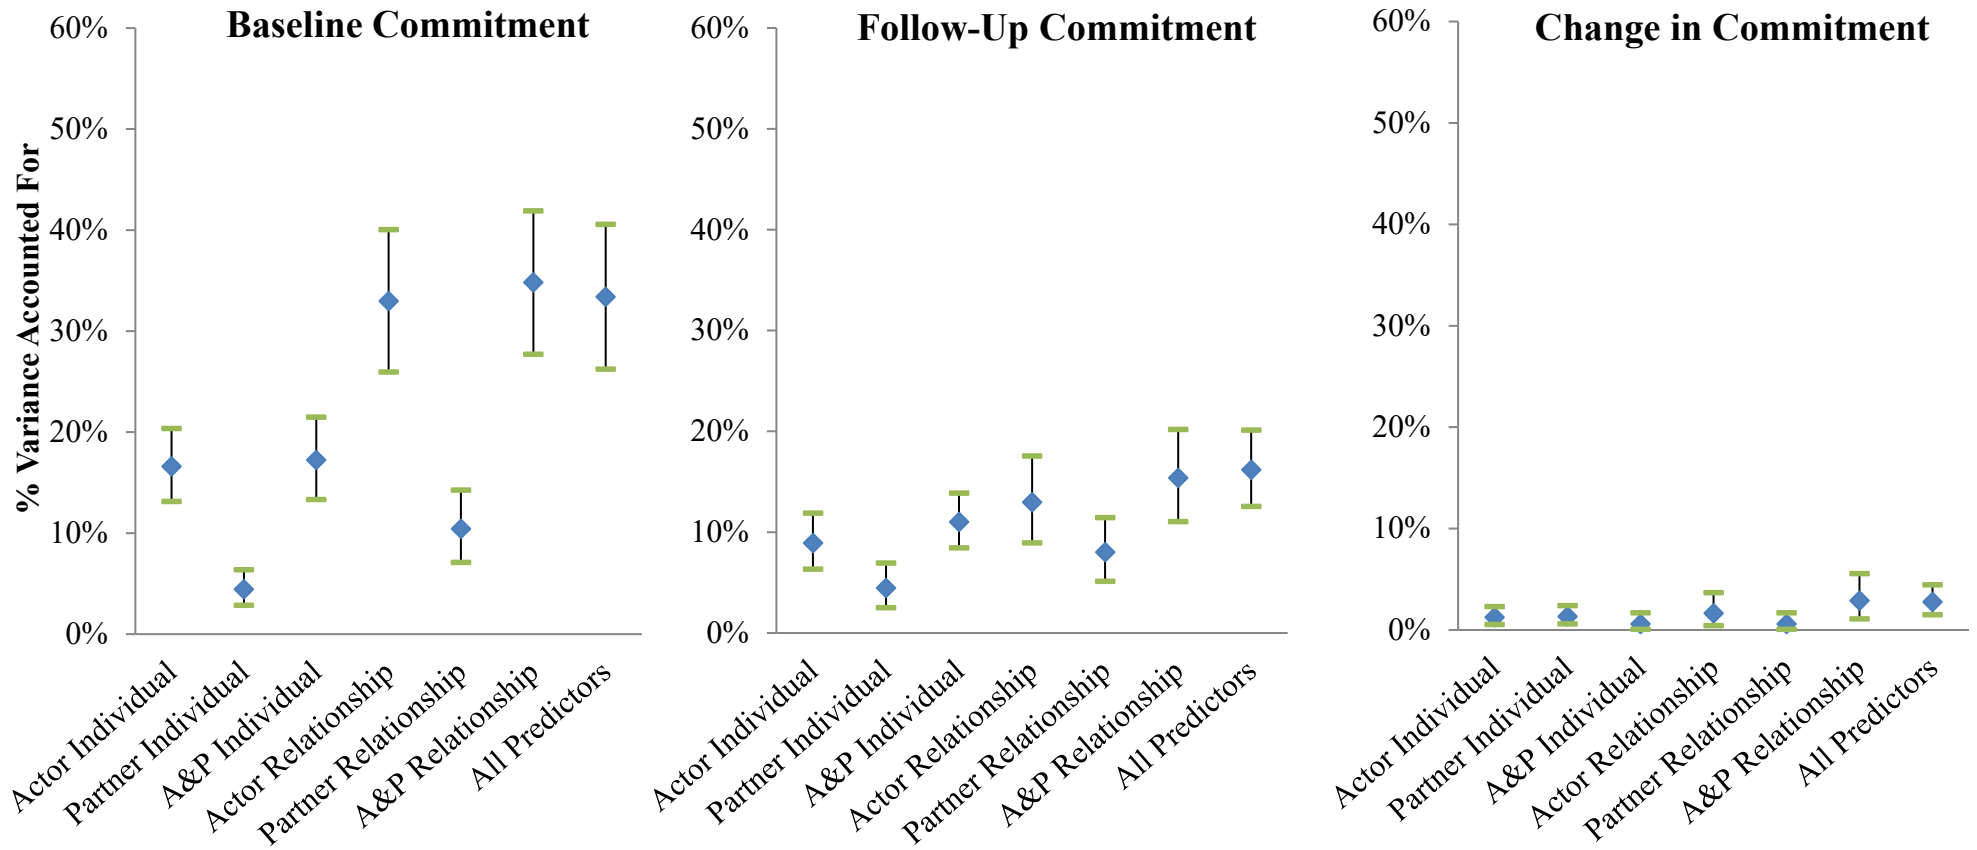 Baseline Commitment
% Variance Accounted For
60%
50%
40%
30%
20%
10%
0%
Actor Individual
Partner Individual
A&P Individual
Actor Relationship
Partner Relationship
A&P Relationship
All Predictors
Follow-Up Commitment
60%
50%
40%
30%
20%
10%
0%
Actor Individual
Partner Individual
A&P Individual
Actor Relationship
Partner Relationship
A&P Relationship
All Predictors
Change in Commitment
60%
50%
40%
30%
20%
10%
0%
Actor Individual
Partner Individual
A&P Individual
Actor Relationship
Partner Relationship
A&P Relationship
All Predictors